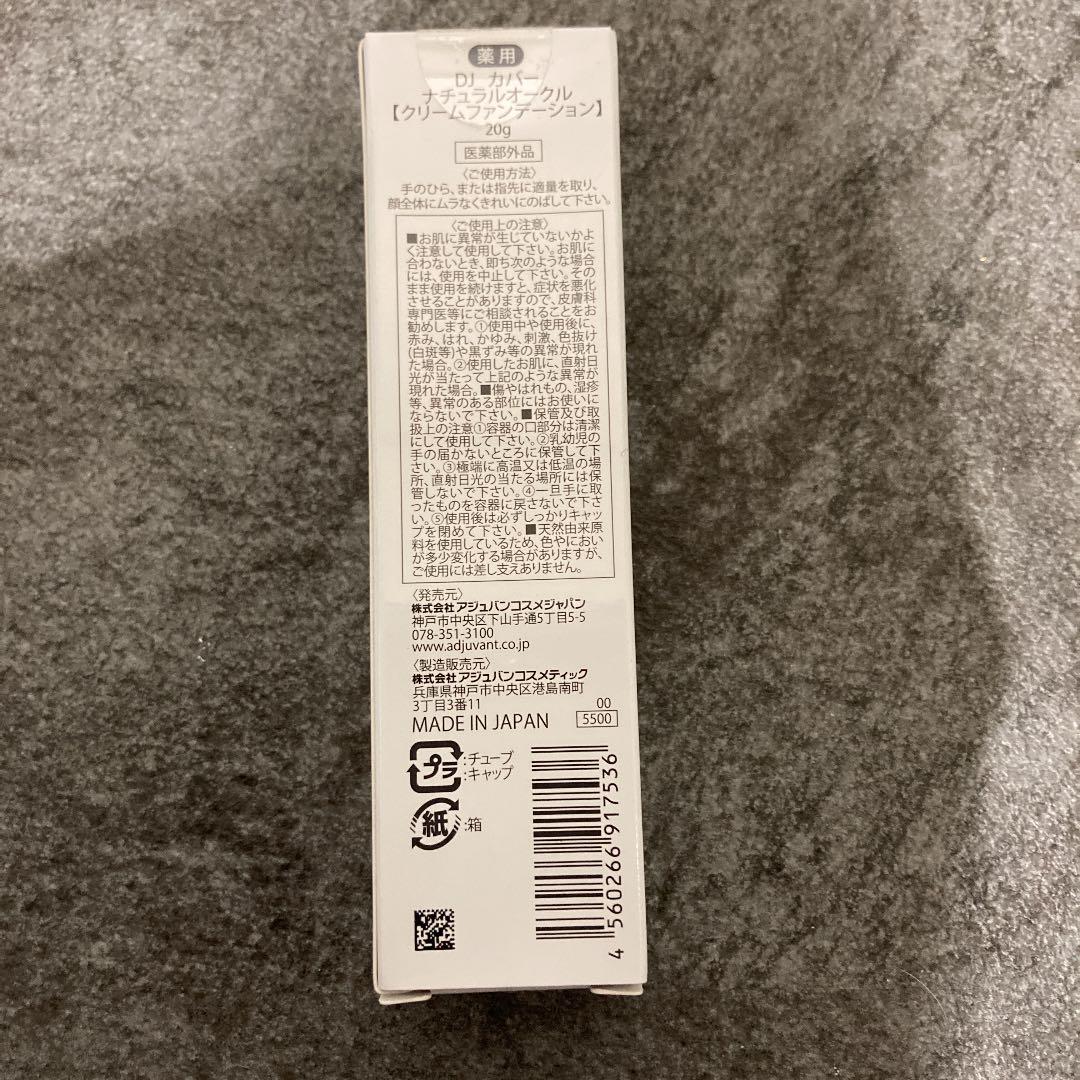 薬用
DJ カバー
ナチュラルオークル
【クリームファンデーション】
20g
医薬部外品
〈ご使用方法〉
手のひら、または指先に適量を取り、
顔全体にムラなくきれいにのばして下さい。
〈ご使用上の注意〉
■お肌に異常が生じていないかよ
く注意して使用して下さい。お肌に
合わないとき、即ち次のような場合
には、使用を中止して下さい。その
まま使用を続けますと、症状を悪化
させることがありますので、皮膚科
専門医等にご相談されることをお
勧めします。①使用中や使用後に、
赤み、はれ、かゆみ、刺激、色抜け
(白斑等)や黒ずみ等の異常が現れ
た場合。②使用したお肌に、直射日
光が当たって上記のような異常が
現れた場合。■傷やはれもの、湿疹
等、異常のある部位にはお使いに
ならないで下さい。■保管及び取
扱上の注意①容器の口部分は清潔
にして使用して下さい。②乳幼児の
手の届かないところに保管して下
さい。③極端に高温又は低温の場
所、直射日光の当たる場所には保
管しないで下さい。④一旦手に取
ったものを容器に戻さないで下さ
い。⑤使用後は必ずしっかりキャッ
プを閉めて下さい。■天然由来原
料を使用しているため、色やにおい
が多少変化する場合がありますが、
ご使用には差し支えありません。
〈発売元〉
株式会社アジュバンコスメジャパン
神戸市中央区下山手通5丁目5-5
078-351-3100
www.adjuvant.co.jp
〈製造販売元〉
株式会社アジュバンコスメティック
兵庫県神戸市中央区港島南町
3丁目3番11
00
MADE IN JAPAN
5500
プラ
:チューブ
:キャップ
紙
:箱
4 560266 917536